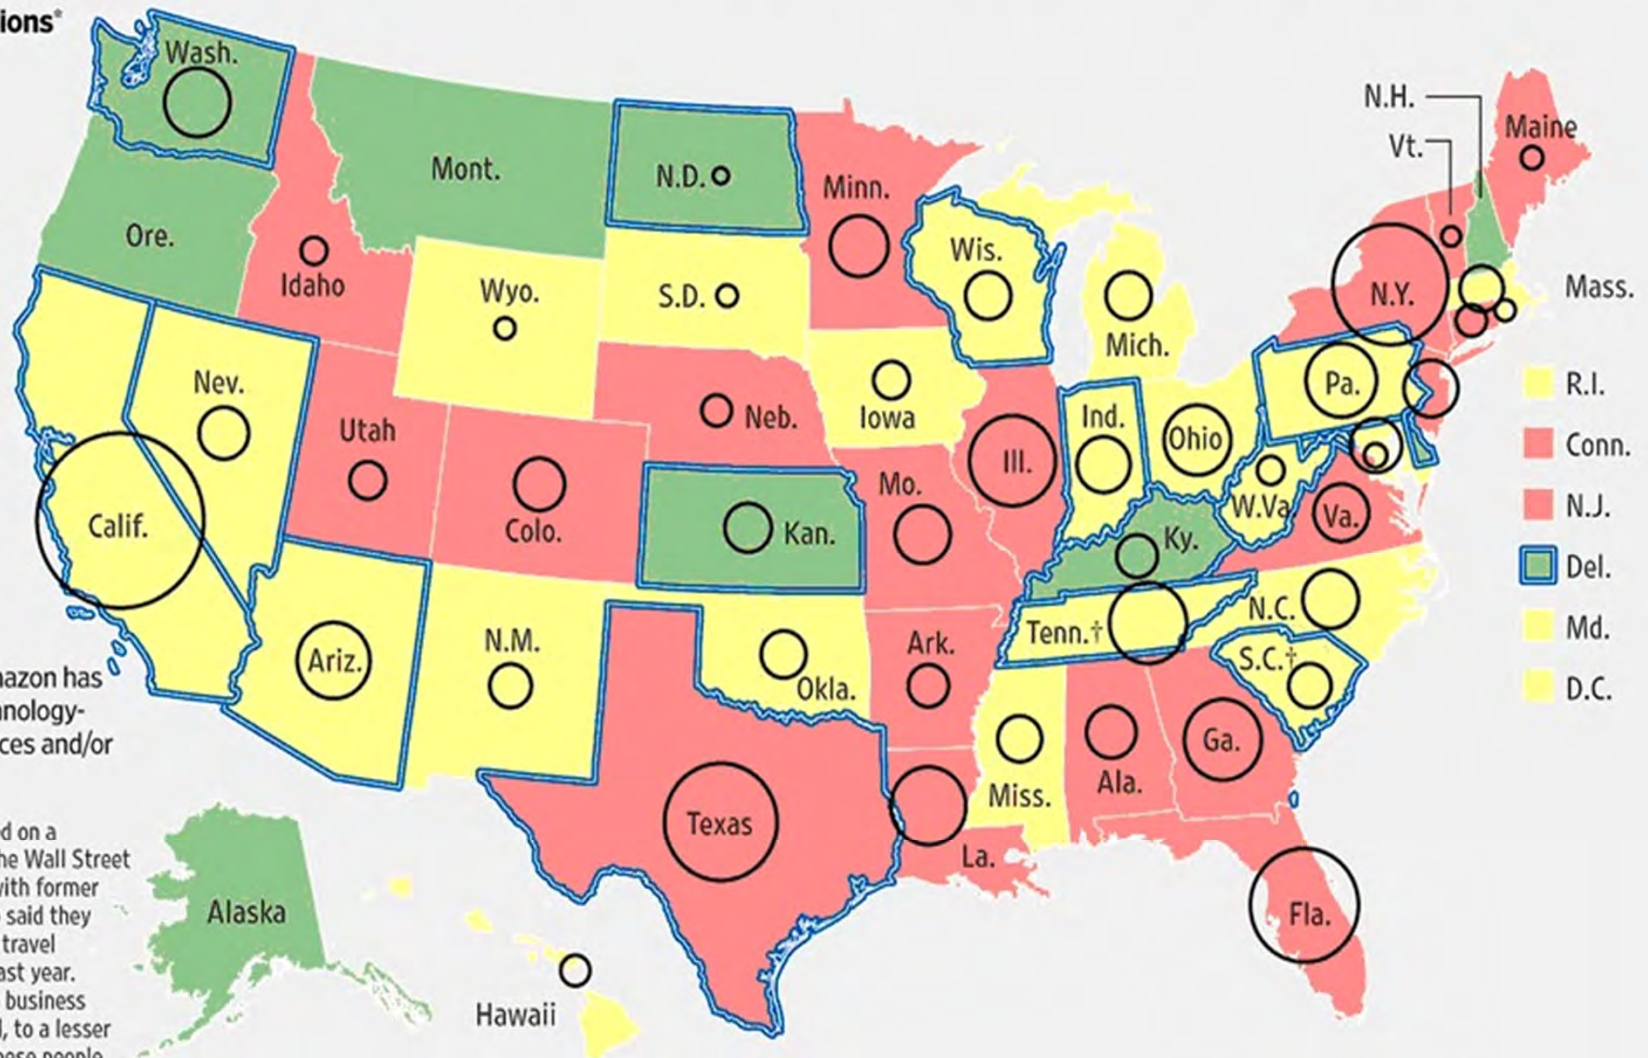 ions*
Wash.
N.H.
Maine
Vt.
Mont.
N.D.
Minn.
Ore.
Wis.
Idaho
Wyo.
S.D.
N.Y.
Mass.
Mich.
Nev.
Pa.
R.I.
Utah
Neb.
Iowa
Ind.
Ohio
Conn.
Ill.
Mo.
W.Va.
N.J.
Calif.
Colo.
Kan.
Ky.
Va.
Del.
N.C.
Md.
Ariz.
N.M.
Okla.
Ark.
Tenn.†
S.C.†
D.C.
Miss.
Ala.
Ga.
Texas
La.
Fla.
Alaska
Hawaii
mazon has
nology-
ces and/or
ed on a
he Wall Street
with former
said they
travel
ast year.
business
, to a lesser